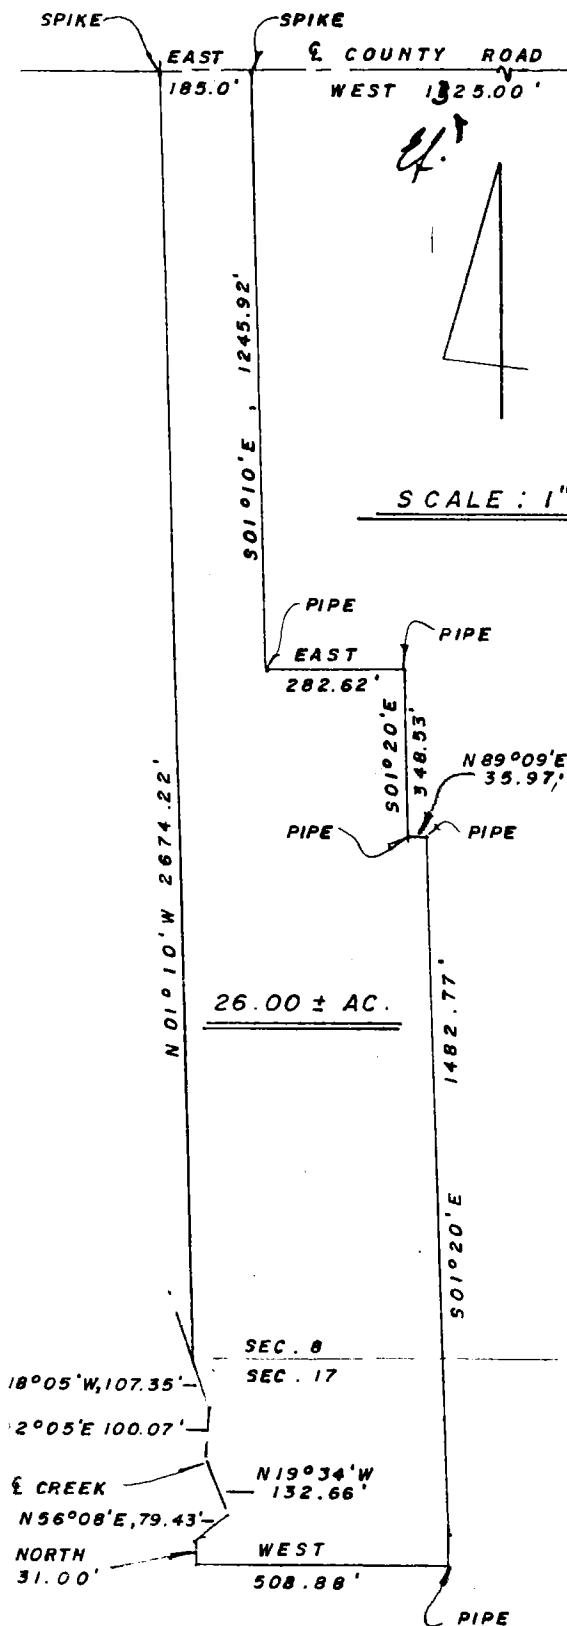 SPIKE
SPIKE
EAST
185.0'
℄ COUNTY ROAD
WEST 1325.00'
S01°10'E, 1245.92'
SCALE: 1"
PIPE
PIPE
EAST
282.62'
S01°20'E
348.53'
N89°09'E
35.97,'
PIPE
PIPE
N01°10'W 2674.22'
26.00 ± AC.
1482.77'
S01°20'E
SEC. 8
SEC. 17
18°05'W, 107.35'
2°05'E 100.07'
℄ CREEK
N19°34'W
132.66'
N56°08'E, 79.43'
NORTH
31.00'
WEST
508.88'
PIPE